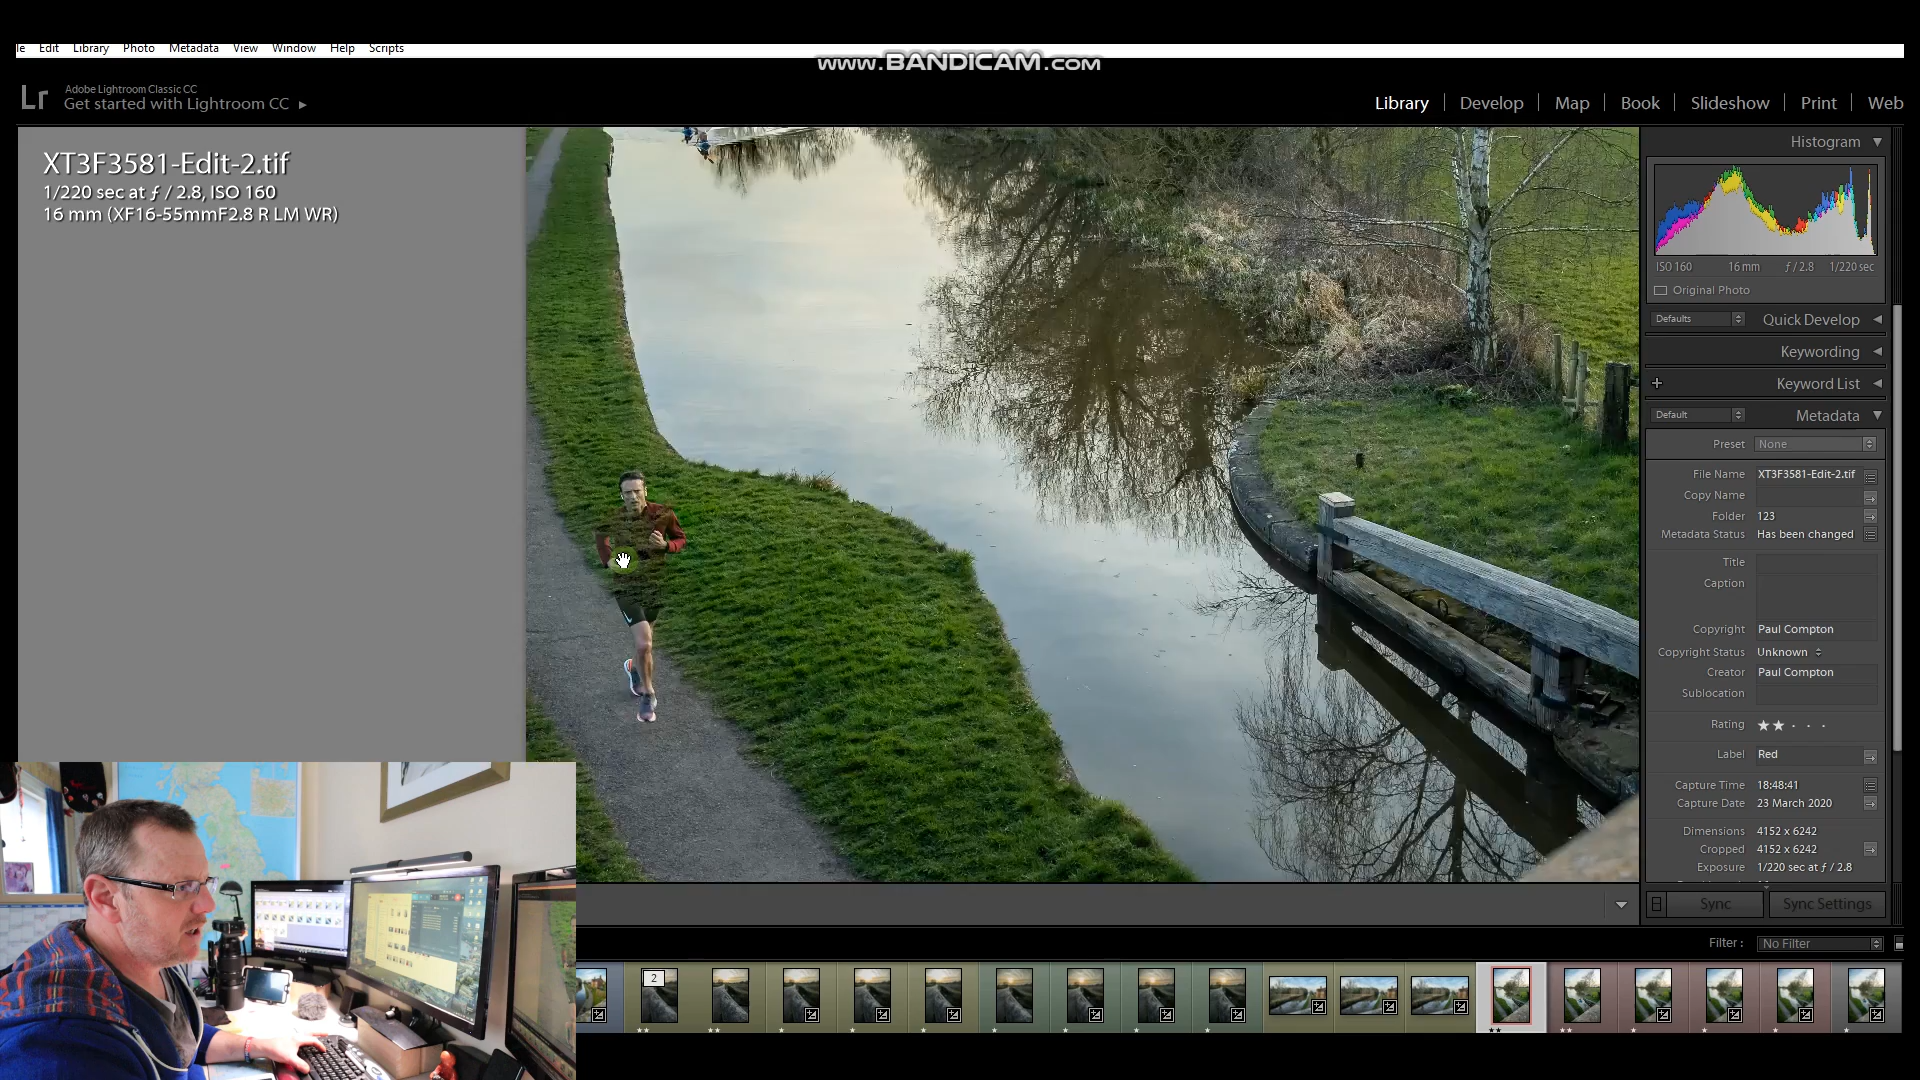 le Edit Library Photo Metadata View Window Help Scripts
www.BANDICAM.com
Lr
Adobe Lightroom Classic CC
Get started with Lightroom CC
Library Develop Map Book Slideshow Print Web
XT3F3581-Edit-2.tif
1/220 sec at ƒ / 2.8, ISO 160
16 mm (XF16-55mmF2.8 R LM WR)
Histogram
ISO 160 16 mm ƒ / 2.8 1/220 sec
Original Photo
Defaults Quick Develop
Keywording
+ Keyword List
Default Metadata
Preset None
File Name XT3F3581-Edit-2.tif
Copy Name
Folder 123
Metadata Status Has been changed
Title
Caption
Copyright Paul Compton
Copyright Status Unknown
Creator Paul Compton
Sublocation
Rating ★★ · · ·
Label Red
Capture Time 18:48:41
Capture Date 23 March 2020
Dimensions 4152 x 6242
Cropped 4152 x 6242
Exposure 1/220 sec at ƒ / 2.8
Sync Sync Settings
Filter : No Filter
2